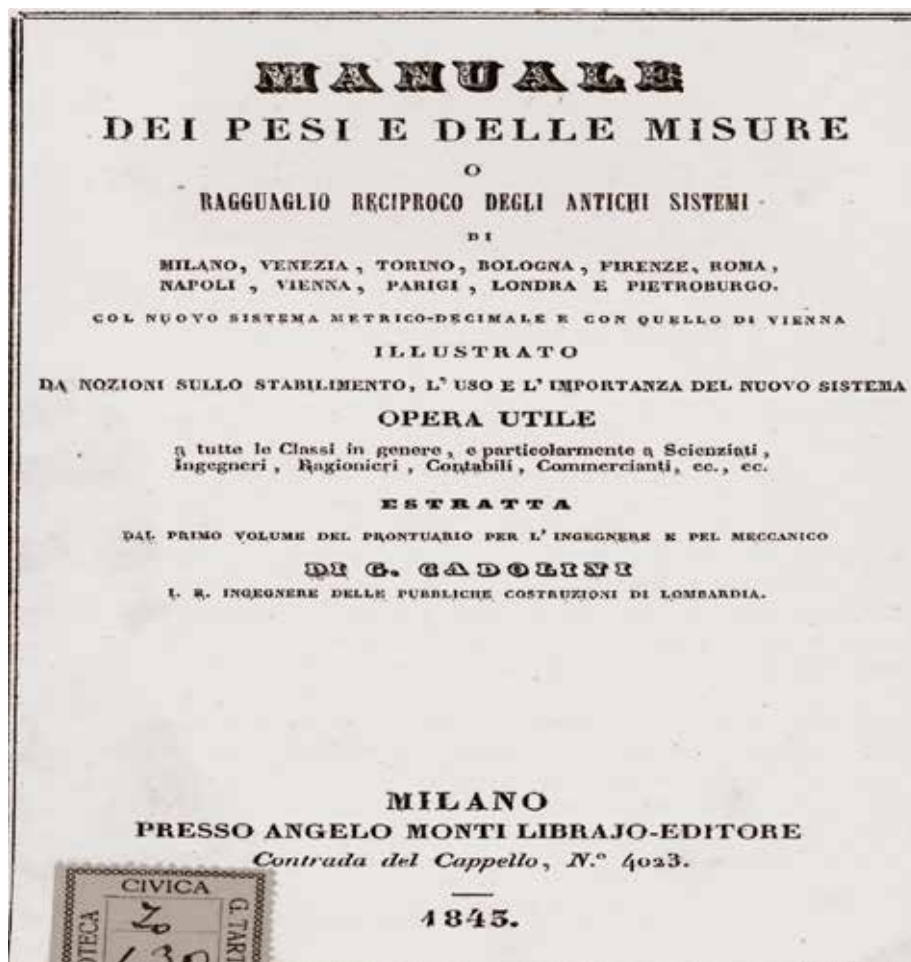 MANUALE
DEI PESI E DELLE MISURE
O
RAGGUAGLIO RECIPROCO DEGLI ANTICHI SISTEMI
DI
MILANO, VENEZIA, TORINO, BOLOGNA, FIRENZE, ROMA,
NAPOLI, VIENNA, PARIGI, LONDRA E PIETROBURGO.
COL NUOVO SISTEMA METRICO-DECIMALE E CON QUELLO DI VIENNA
ILLUSTRATO
DA NOZIONI SULLO STABILIMENTO, L'USO E L'IMPORTANZA DEL NUOVO SISTEMA
OPERA UTILE
a tutte le Classi in genere, e particolarmente a Scienziati,
Ingegneri, Ragionieri, Contabili, Commercianti, ec., ec.
ESTRATTA
DAL PRIMO VOLUME DEL PRONTUARIO PER L'INGEGNERE E PEL MECCANICO
DI G. CADOLINI
I. R. INGEGNERE DELLE PUBBLICHE COSTRUZIONI DI LOMBARDIA.
MILANO
PRESSO ANGELO MONTI LIBRAJO-EDITORE
Contrada del Cappello, N.º 4023.
1843.
CIVICA
OTECA
G. TART